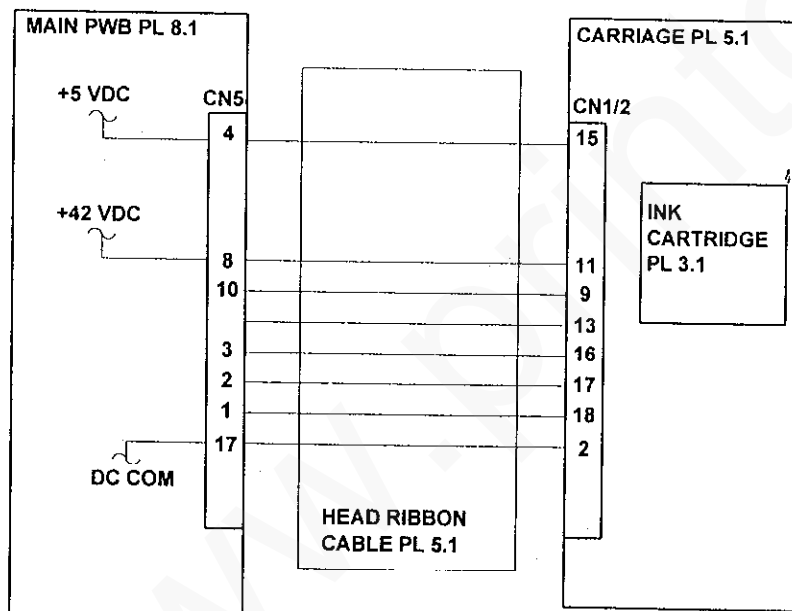 MAIN PWB PL 8.1
CARRIAGE PL 5.1
+5 VDC
CN5
CN1/2
4
15
+42 VDC
INK
CARTRIDGE
PL 3.1
8
11
10
9
13
3
16
2
17
1
18
17
2
DC COM
HEAD RIBBON
CABLE PL 5.1
www.print